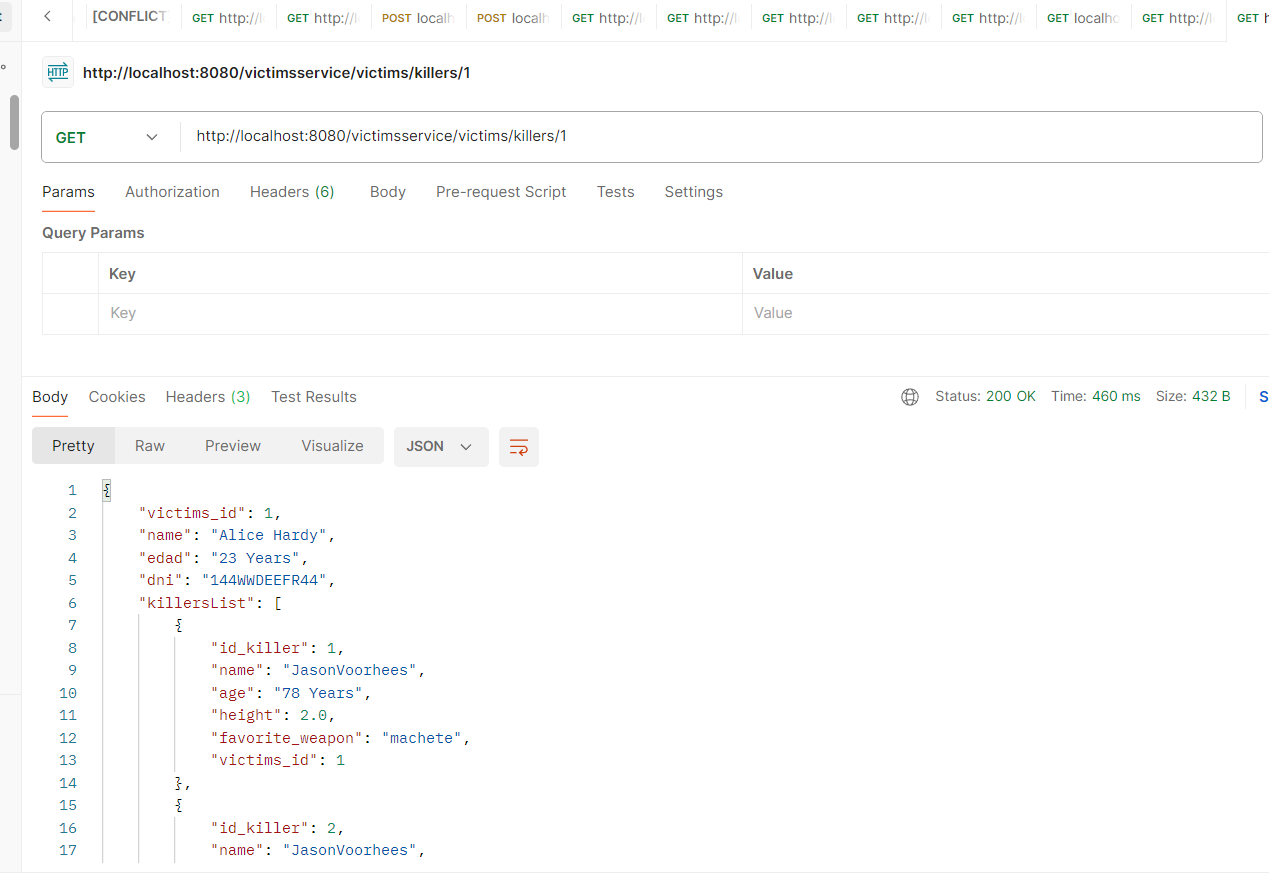 [CONFLICT GET http://l GET http://l POST localh POST localh GET http://l GET http://l GET http://l GET http://l GET http://l GET localho GET http://l GET h
HTTP http://localhost:8080/victimsservice/victims/killers/1
GET http://localhost:8080/victimsservice/victims/killers/1
Params Authorization Headers (6) Body Pre-request Script Tests Settings
Query Params
Key Value
Key Value
Body Cookies Headers (3) Test Results Status: 200 OK Time: 460 ms Size: 432 B S
Pretty Raw Preview Visualize JSON
1 {
2 "victims_id": 1,
3 "name": "Alice Hardy",
4 "edad": "23 Years",
5 "dni": "144WWDEEFR44",
6 "killersList": [
7 {
8 "id_killer": 1,
9 "name": "JasonVoorhees",
10 "age": "78 Years",
11 "height": 2.0,
12 "favorite_weapon": "machete",
13 "victims_id": 1
14 },
15 {
16 "id_killer": 2,
17 "name": "JasonVoorhees",